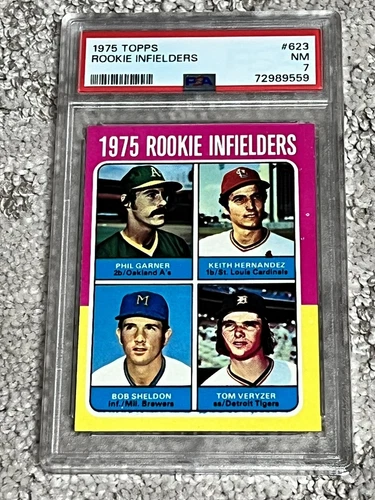 1975 TOPPS #623
ROOKIE INFIELDERS NM
7
PSA 72989559
1975 ROOKIE INFIELDERS
A's
M
D
PHIL GARNER KEITH HERNANDEZ
2b/Oakland A's 1b/St. Louis Cardinals
BOB SHELDON TOM VERYZER
inf./Mil. Brewers ss/Detroit Tigers